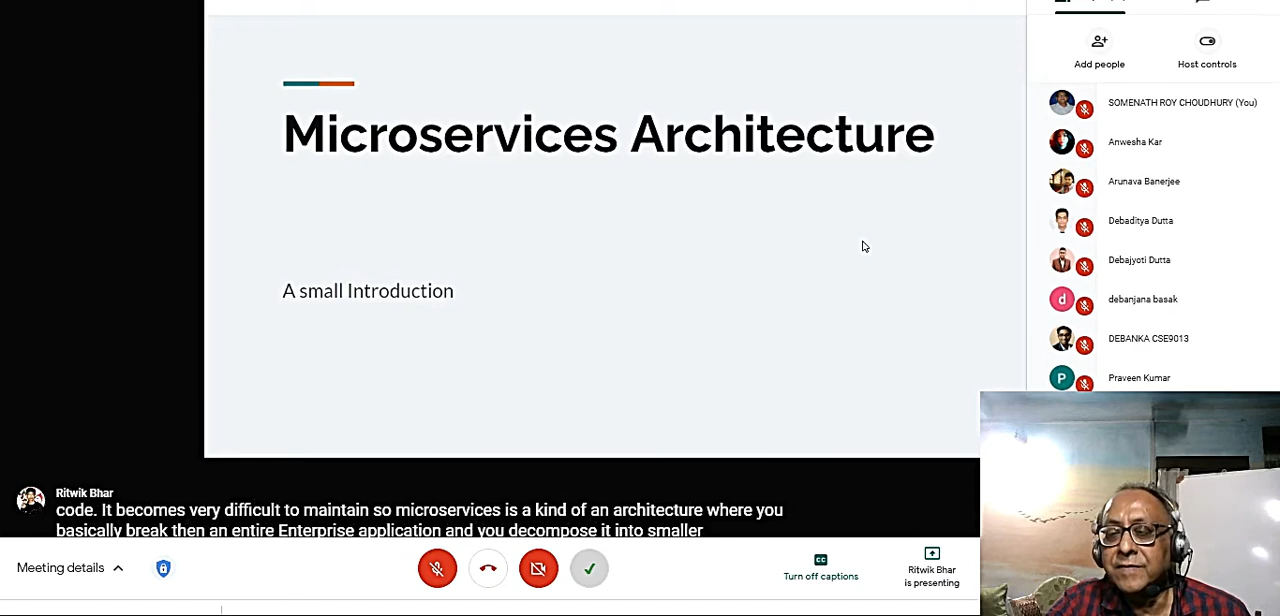 Microservices Architecture
A small Introduction
Add people
Host controls
SOMENATH ROY CHOUDHURY (You)
Anwesha Kar
Arunava Banerjee
Debaditya Dutta
Debajyoti Dutta
d
debanjana basak
DEBANKA CSE9013
P
Praveen Kumar
Ritwik Bhar
code. It becomes very difficult to maintain so microservices is a kind of an architecture where you
basically break then an entire Enterprise application and you decompose it into smaller
Meeting details
CC
Turn off captions
Ritwik Bhar
is presenting